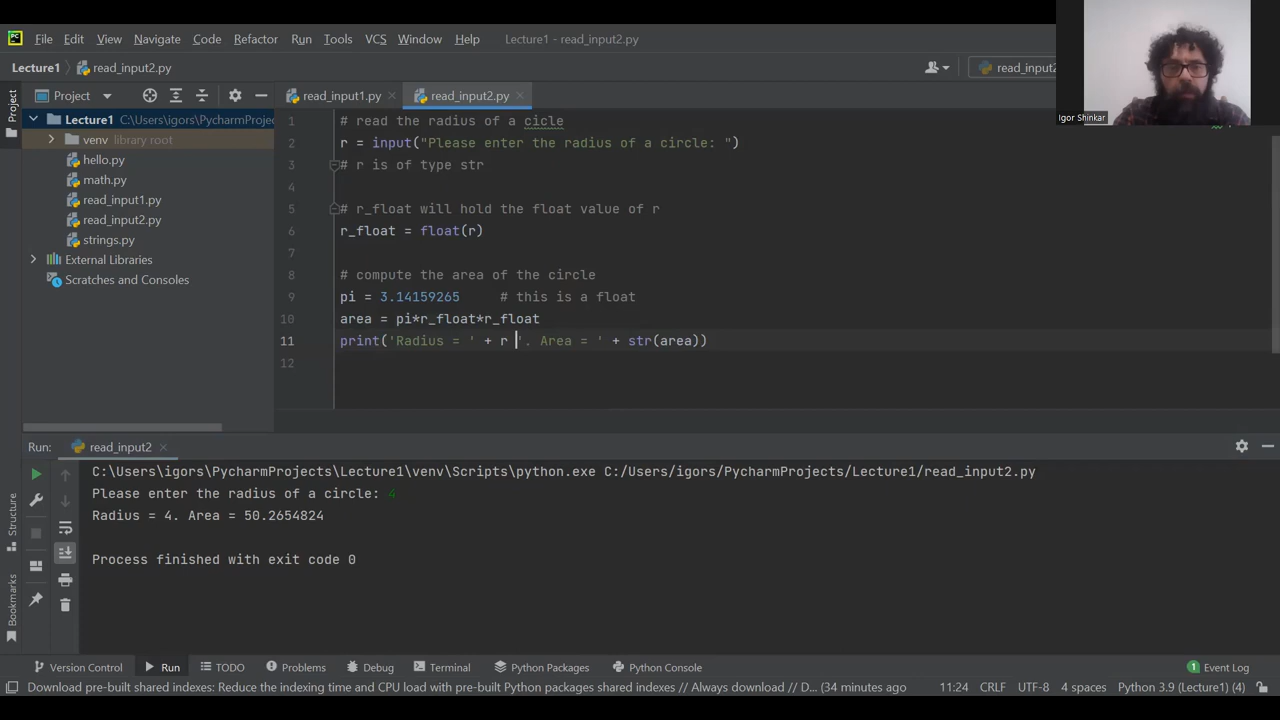 PC File Edit View Navigate Code Refactor Run Tools VCS Window Help Lecture1 - read_input2.py
Lecture1 read_input2.py read_input2
Igor Shinkar
Project
Project read_input1.py read_input2.py
Lecture1 C:\Users\igors\PycharmProje
venv library root
hello.py
math.py
read_input1.py
read_input2.py
strings.py
External Libraries
Scratches and Consoles
1 # read the radius of a cicle
2 r = input("Please enter the radius of a circle: ")
3 # r is of type str
4
5 # r_float will hold the float value of r
6 r_float = float(r)
7
8 # compute the area of the circle
9 pi = 3.14159265 # this is a float
10 area = pi*r_float*r_float
11 print('Radius = ' + r '. Area = ' + str(area))
12
Run: read_input2
C:\Users\igors\PycharmProjects\Lecture1\venv\Scripts\python.exe C:/Users/igors/PycharmProjects/Lecture1/read_input2.py
Please enter the radius of a circle: 4
Radius = 4. Area = 50.2654824
Process finished with exit code 0
Structure
Bookmarks
Version Control Run TODO Problems Debug Terminal Python Packages Python Console 1 Event Log
Download pre-built shared indexes: Reduce the indexing time and CPU load with pre-built Python packages shared indexes // Always download // D... (34 minutes ago 11:24 CRLF UTF-8 4 spaces Python 3.9 (Lecture1) (4)